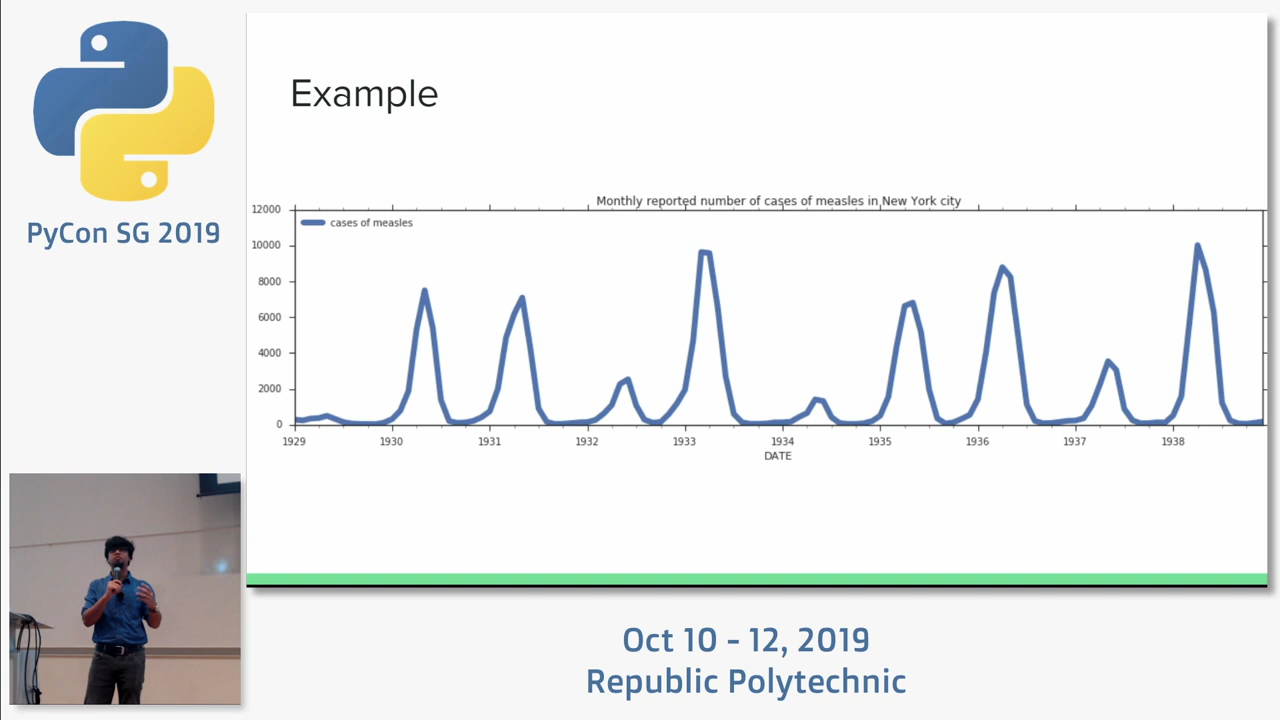 PyCon SG 2019
Example
Monthly reported number of cases of measles in New York city
cases of measles
12000
10000
8000
6000
4000
2000
0
1929 1930 1931 1932 1933 1934 1935 1936 1937 1938
DATE
Oct 10 - 12, 2019
Republic Polytechnic